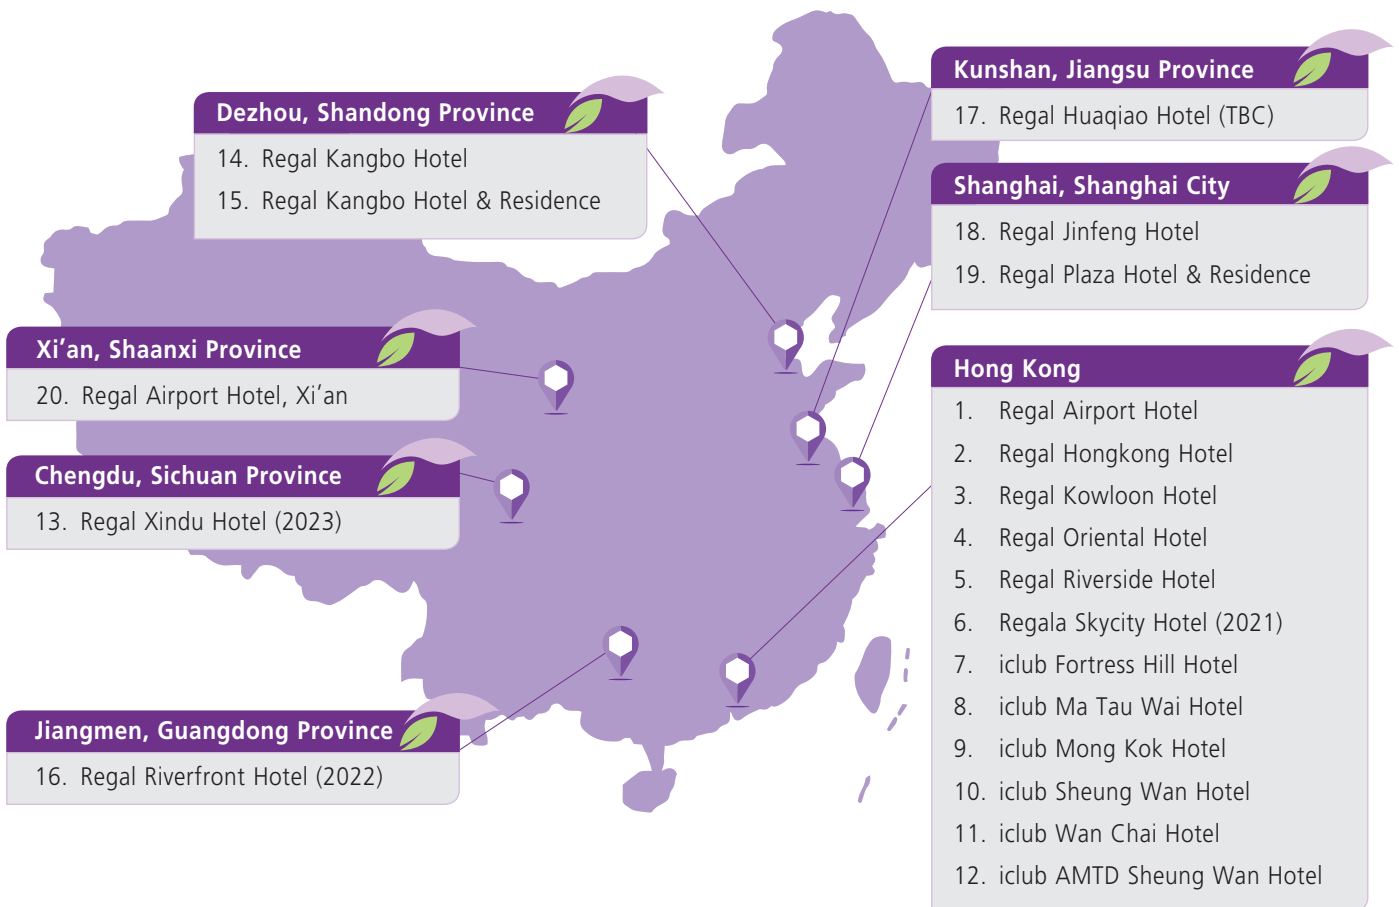 Dezhou, Shandong Province
14. Regal Kangbo Hotel
15. Regal Kangbo Hotel & Residence
Xi’an, Shaanxi Province
20. Regal Airport Hotel, Xi’an
Chengdu, Sichuan Province
13. Regal Xindu Hotel (2023)
Jiangmen, Guangdong Province
16. Regal Riverfront Hotel (2022)
Kunshan, Jiangsu Province
17. Regal Huaqiao Hotel (TBC)
Shanghai, Shanghai City
18. Regal Jinfeng Hotel
19. Regal Plaza Hotel & Residence
Hong Kong
1. Regal Airport Hotel
2. Regal Hongkong Hotel
3. Regal Kowloon Hotel
4. Regal Oriental Hotel
5. Regal Riverside Hotel
6. Regala Skycity Hotel (2021)
7. iclub Fortress Hill Hotel
8. iclub Ma Tau Wai Hotel
9. iclub Mong Kok Hotel
10. iclub Sheung Wan Hotel
11. iclub Wan Chai Hotel
12. iclub AMTD Sheung Wan Hotel